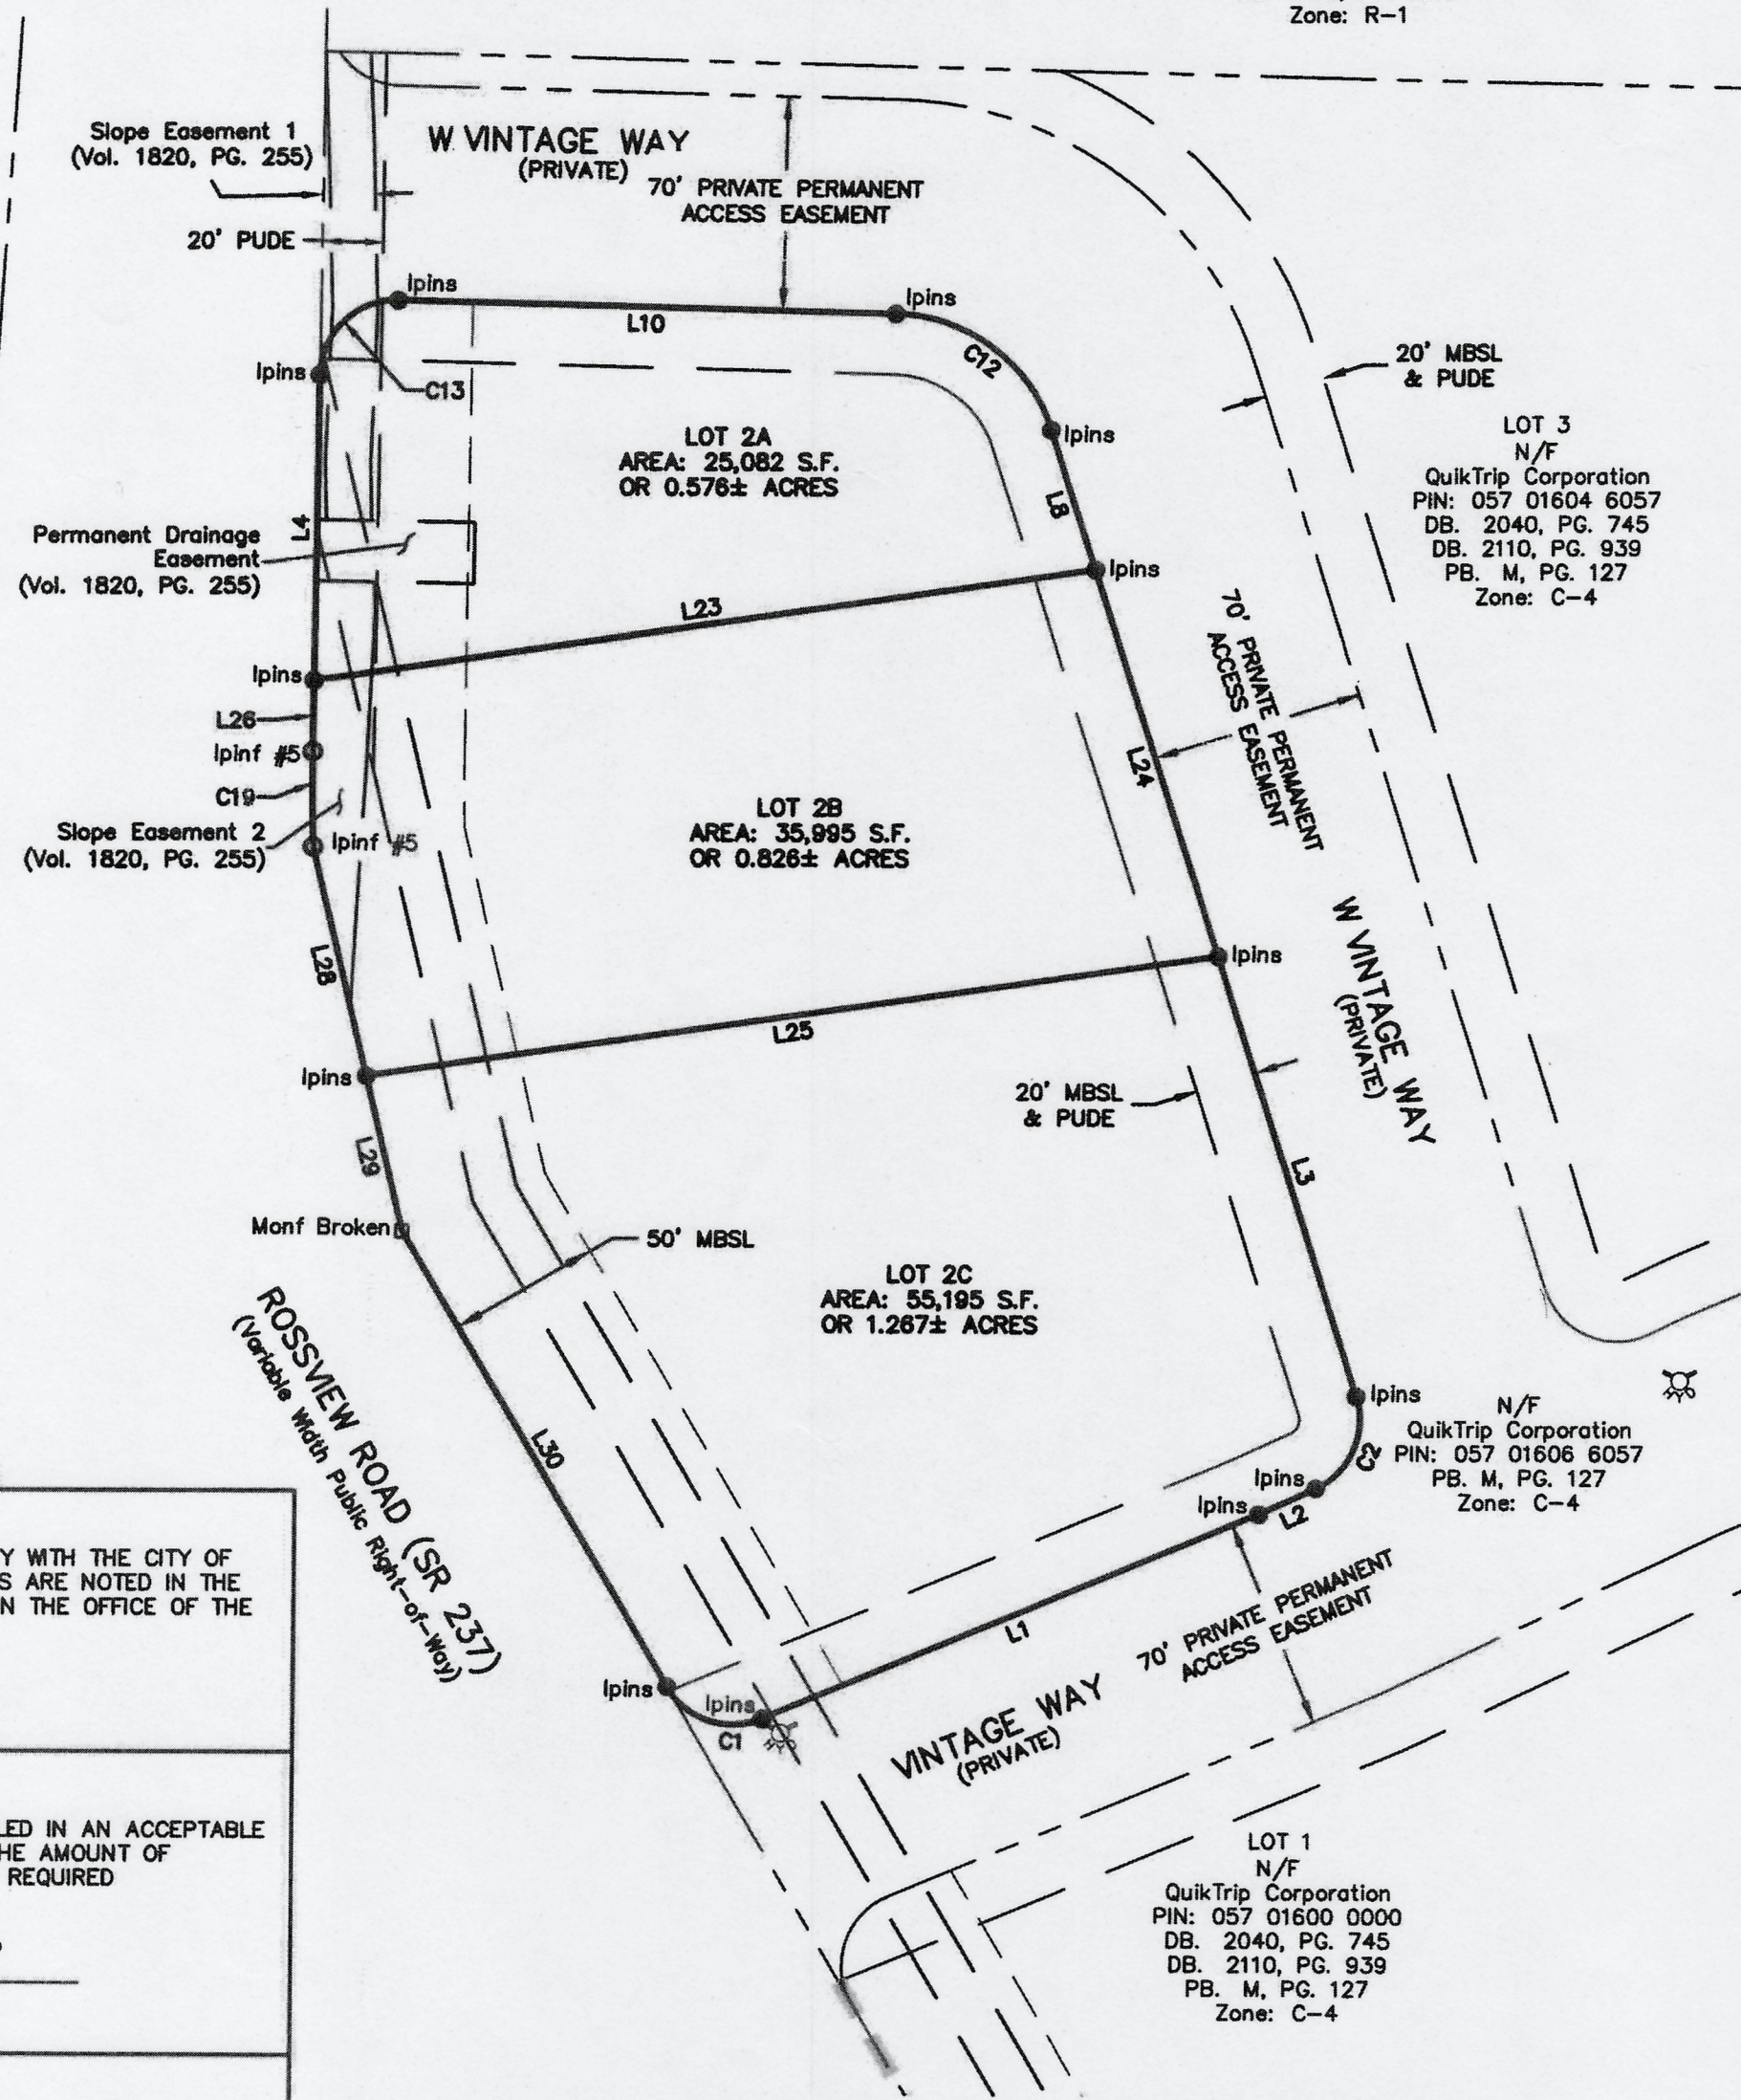 Zone: R-1
Slope Easement 1
(Vol. 1820, PG. 255)
W VINTAGE WAY
(PRIVATE)
70' PRIVATE PERMANENT
ACCESS EASEMENT
20' PUDE
Ipins
Ipins
L10
C12
Ipins
C13
20' MBSL
& PUDE
LOT 3
N/F
QuikTrip Corporation
PIN: 057 01604 6057
DB. 2040, PG. 745
DB. 2110, PG. 939
PB. M, PG. 127
Zone: C-4
LOT 2A
AREA: 25,082 S.F.
OR 0.576± ACRES
Ipins
L8
L4
Permanent Drainage
Easement
(Vol. 1820, PG. 255)
Ipins
L23
70' PRIVATE PERMANENT
ACCESS EASEMENT
Ipins
L26
Ipinf #5
C19
L24
Slope Easement 2
(Vol. 1820, PG. 255)
Ipinf #5
LOT 2B
AREA: 35,995 S.F.
OR 0.826± ACRES
W VINTAGE WAY
(PRIVATE)
L28
Ipins
L25
Ipins
20' MBSL
& PUDE
L29
L3
Monf Broken
50' MBSL
LOT 2C
AREA: 55,195 S.F.
OR 1.267± ACRES
ROSSVIEW ROAD (SR 237)
(Variable Width Public Right-of-Way)
L30
Ipins
C2
N/F
QuikTrip Corporation
PIN: 057 01606 6057
PB. M, PG. 127
Zone: C-4
Ipins
Ipins
L2
Y WITH THE CITY OF
S ARE NOTED IN THE
N THE OFFICE OF THE
L1
70' PRIVATE PERMANENT
ACCESS EASEMENT
Ipins
Ipins
C1
VINTAGE WAY
(PRIVATE)
LED IN AN ACCEPTABLE
HE AMOUNT OF
REQUIRED
LOT 1
N/F
QuikTrip Corporation
PIN: 057 01600 0000
DB. 2040, PG. 745
DB. 2110, PG. 939
PB. M, PG. 127
Zone: C-4